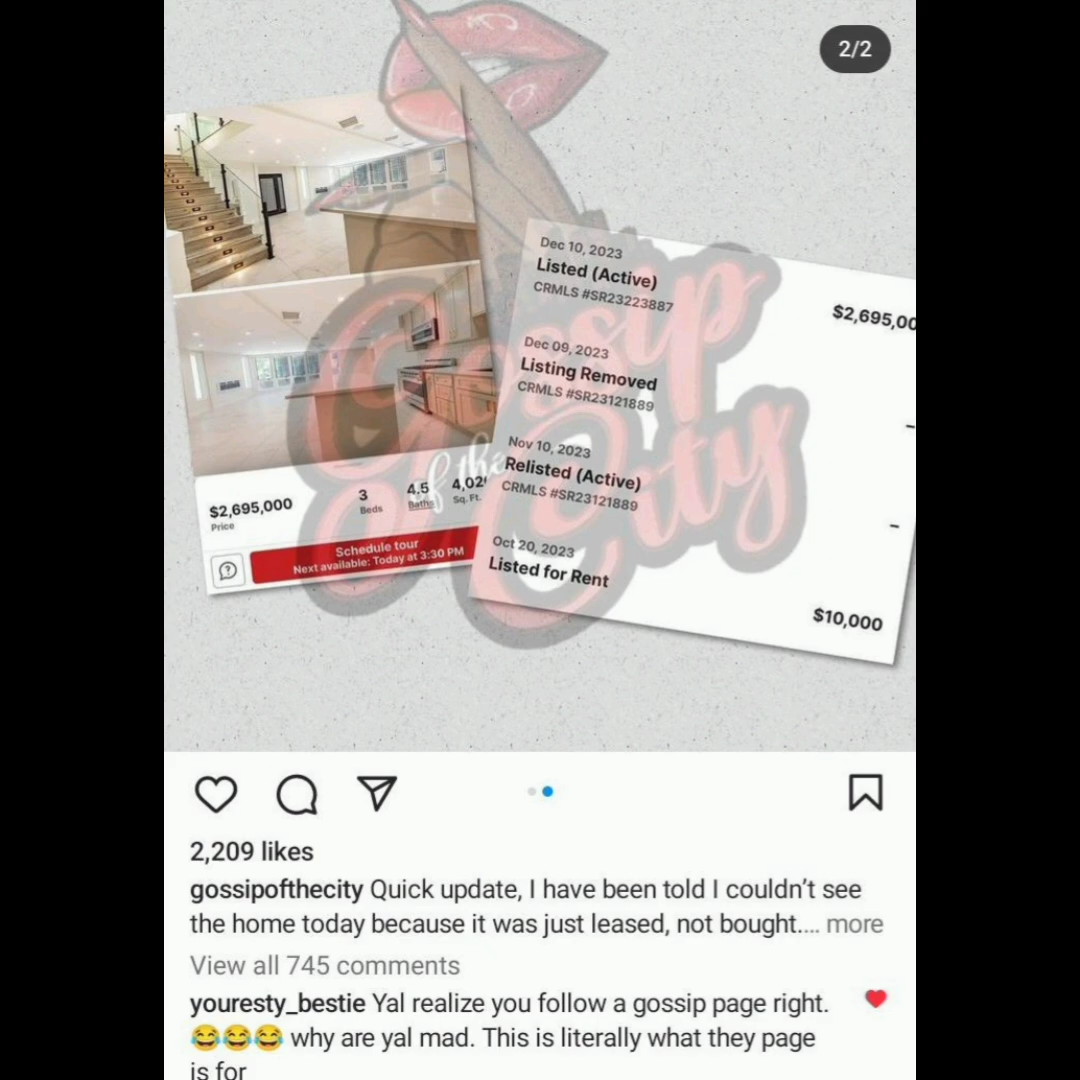 2/2
Dec 10, 2023
Listed (Active)
CRMLS #SR23223887
$2,695,00
Dec 09, 2023
Listing Removed
CRMLS #SR23121889
–
Nov 10, 2023
Relisted (Active)
CRMLS #SR23121889
–
Oct 20, 2023
Listed for Rent
$10,000
Gossip
of the
City
$2,695,000
Price
3
Beds
4.5
Baths
4,02
Sq. Ft.
Schedule tour
Next available: Today at 3:30 PM
2,209 likes
gossipofthecity Quick update, I have been told I couldn’t see
the home today because it was just leased, not bought.... more
View all 745 comments
youresty_bestie Yal realize you follow a gossip page right.
😂😂😂 why are yal mad. This is literally what they page
is for